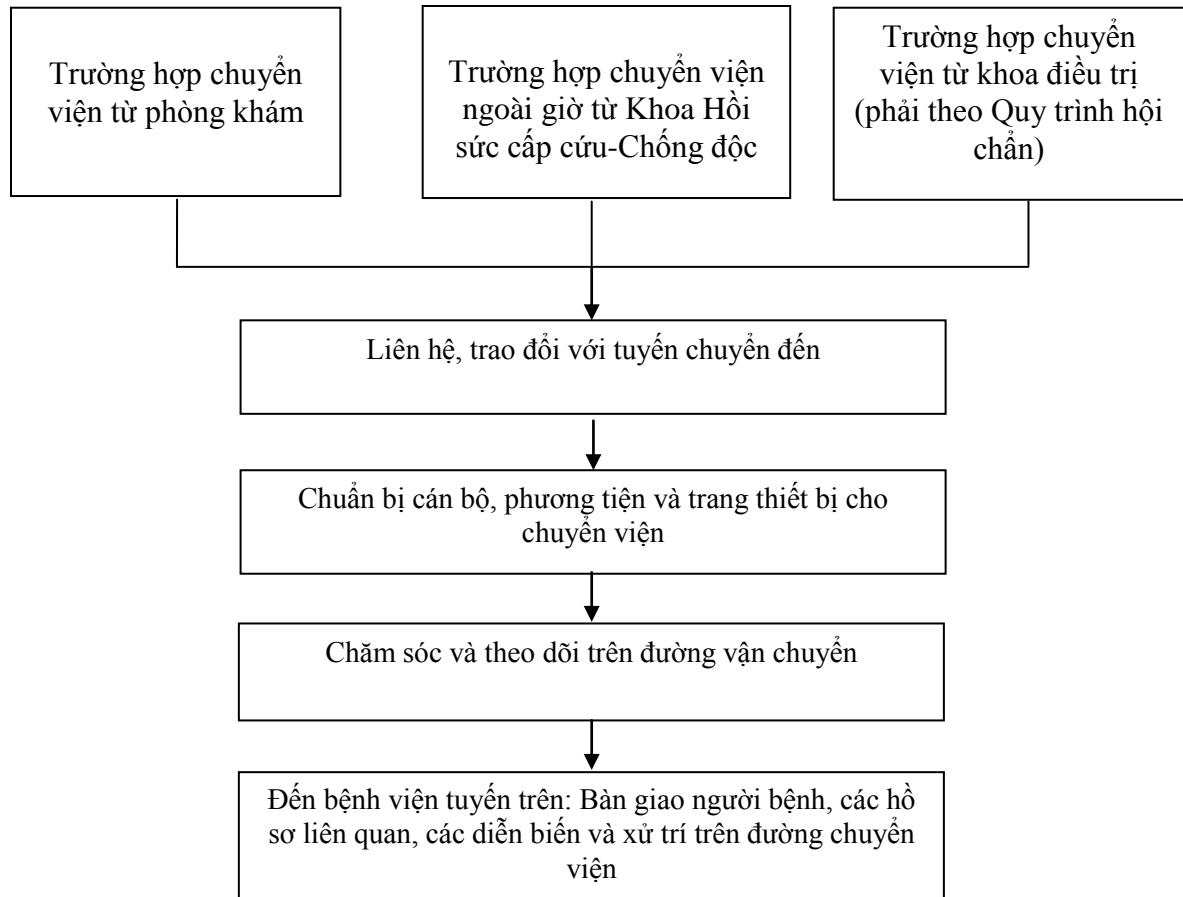 Trường hợp chuyển
viện từ phòng khám
Trường hợp chuyển viện
ngoài giờ từ Khoa Hồi
sức cấp cứu-Chống độc
Trường hợp chuyển
viện từ khoa điều trị
(phải theo Quy trình hội
chẩn)
Liên hệ, trao đổi với tuyến chuyển đến
Chuẩn bị cán bộ, phương tiện và trang thiết bị cho
chuyển viện
Chăm sóc và theo dõi trên đường vận chuyển
Đến bệnh viện tuyến trên: Bàn giao người bệnh, các hồ
sơ liên quan, các diễn biến và xử trí trên đường chuyển
viện